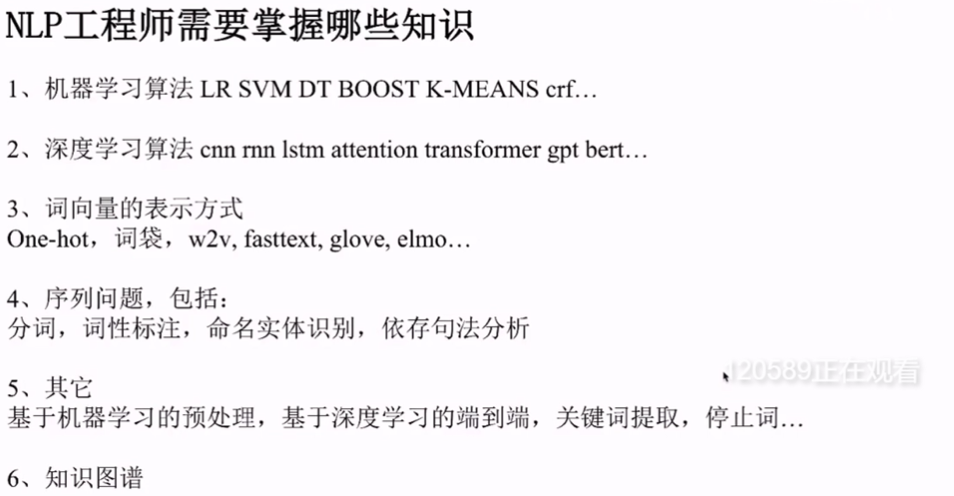 NLP工程师需要掌握哪些知识
1、机器学习算法 LR SVM DT BOOST K-MEANS crf…
2、深度学习算法 cnn rnn lstm attention transformer gpt bert…
3、词向量的表示方式
One-hot，词袋，w2v, fasttext, glove, elmo…
4、序列问题，包括：
分词，词性标注，命名实体识别，依存句法分析
120589正在观看
5、其它
基于机器学习的预处理，基于深度学习的端到端，关键词提取，停止词…
6、知识图谱